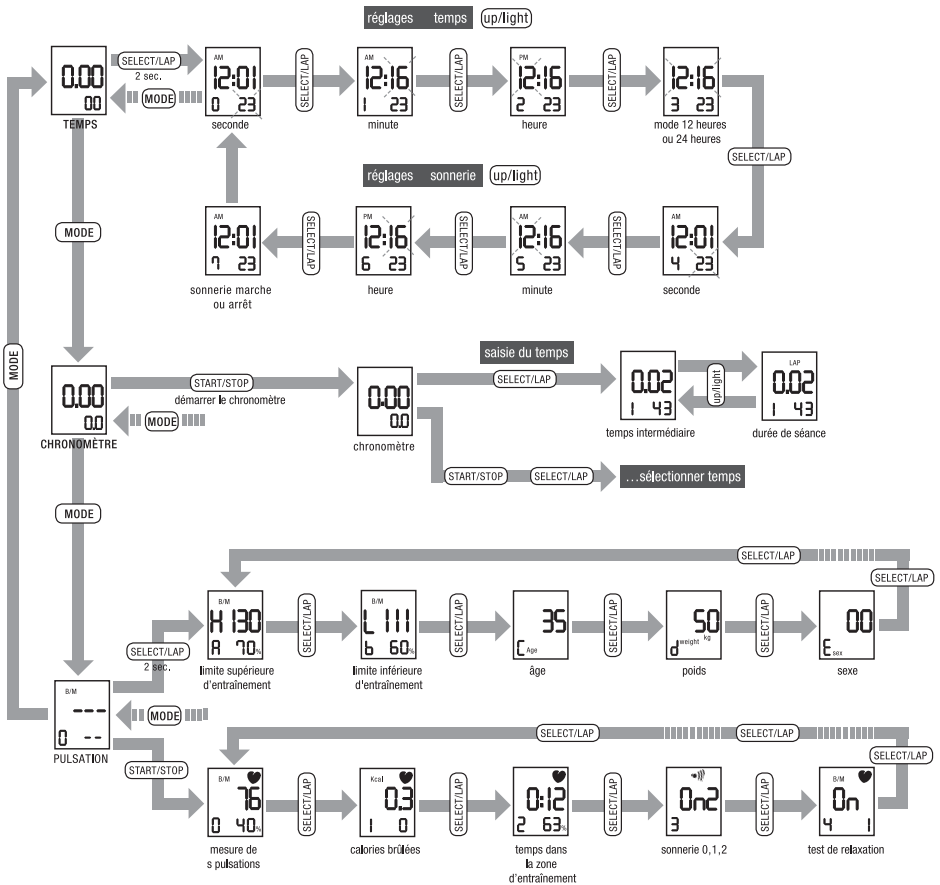 réglages temps up/light
TEMPS
0.00
00
SELECT/LAP
2 sec.
MODE
AM
12:01
0 23
seconde
SELECT/LAP
AM
12:16
1 23
minute
SELECT/LAP
PM
12:16
2 23
heure
SELECT/LAP
12:16
3 23
mode 12 heures
ou 24 heures
SELECT/LAP
réglages sonnerie up/light
AM
12:01
7 23
sonnerie marche
ou arrêt
SELECT/LAP
PM
12:16
6 23
heure
SELECT/LAP
AM
12:16
5 23
minute
SELECT/LAP
AM
12:01
4 23
seconde
MODE
MODE
0.00
0.0
CHRONOMÈTRE
START/STOP
démarrer le chronomètre
MODE
0.00
0.0
chronomètre
saisie du temps
SELECT/LAP
0.02
1 43
temps intermédiaire
up/light
LAP
0.02
1 43
durée de séance
START/STOP
SELECT/LAP
...sélectionner temps
MODE
SELECT/LAP
SELECT/LAP
SELECT/LAP
2 sec.
B/M
H 130
A 70%
limite supérieure
d'entraînement
SELECT/LAP
B/M
L 111
b 60%
limite inférieure
d'entraînement
SELECT/LAP
35
C Age
âge
SELECT/LAP
50
d weight kg
poids
SELECT/LAP
00
E sex
sexe
B/M
---
0 --
PULSATION
MODE
START/STOP
SELECT/LAP
SELECT/LAP
SELECT/LAP
B/M
76
0 40%
mesure de
s pulsations
SELECT/LAP
Kcal
0.3
1 0
calories brûlées
SELECT/LAP
0:12
2 63%
temps dans
la zone
d'entraînement
SELECT/LAP
0n2
3
sonnerie 0,1,2
SELECT/LAP
B/M
0n
4 1
test de relaxation